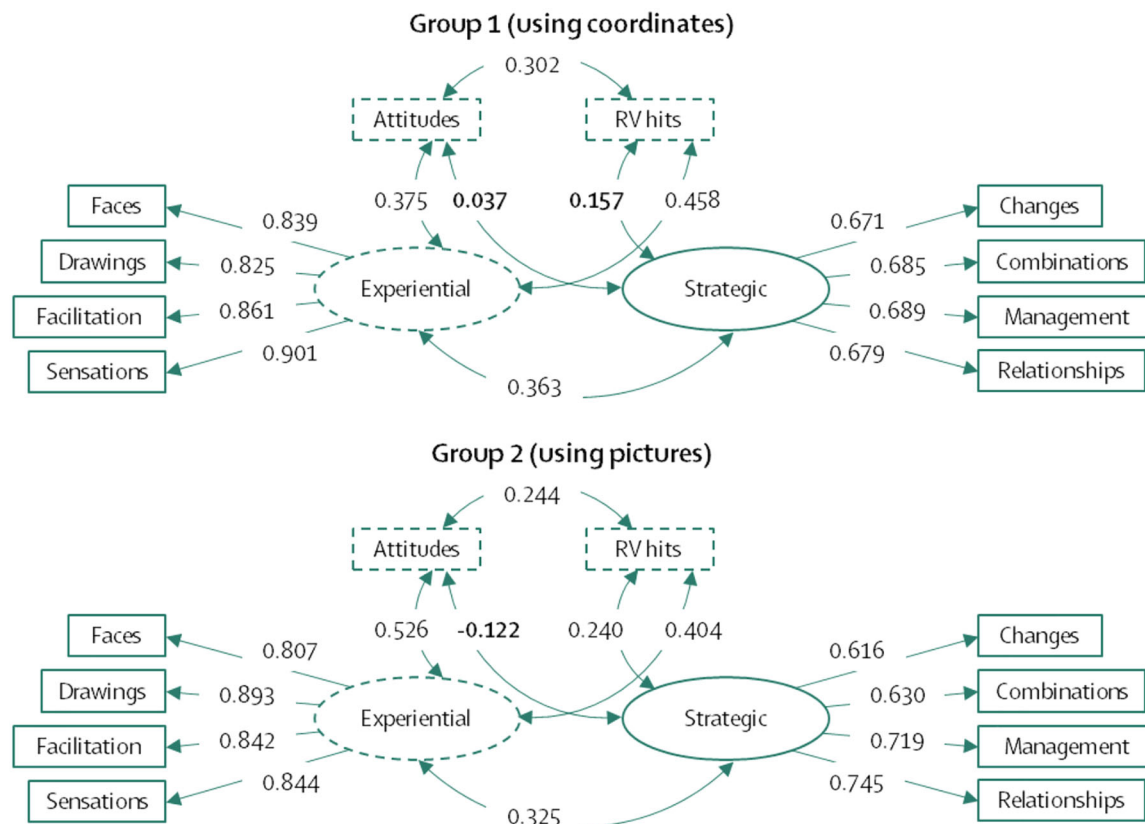 Group 1 (using coordinates)
0.302
Attitudes
RV hits
0.375
0.037
0.157
0.458
Faces
Drawings
Facilitation
Sensations
0.839
0.825
0.861
0.901
Experiential
Strategic
0.671
0.685
0.689
0.679
Changes
Combinations
Management
Relationships
0.363
Group 2 (using pictures)
0.244
Attitudes
RV hits
0.526
-0.122
0.240
0.404
Faces
Drawings
Facilitation
Sensations
0.807
0.893
0.842
0.844
Experiential
Strategic
0.616
0.630
0.719
0.745
Changes
Combinations
Management
Relationships
0.325